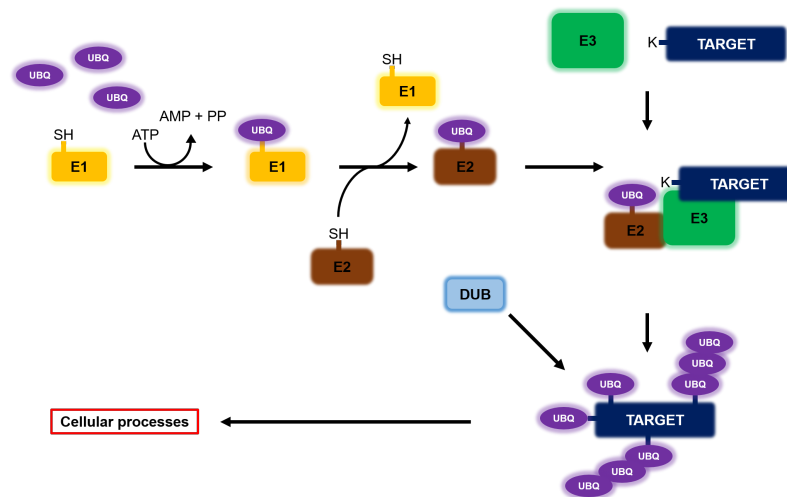 UBQ
UBQ
UBQ
SH
E1
ATP
AMP + PP
UBQ
E1
SH
E1
SH
E2
UBQ
E2
E3
K
TARGET
K
TARGET
UBQ
E2
E3
DUB
UBQ
UBQ
UBQ
UBQ
UBQ
TARGET
UBQ
UBQ
UBQ
Cellular processes